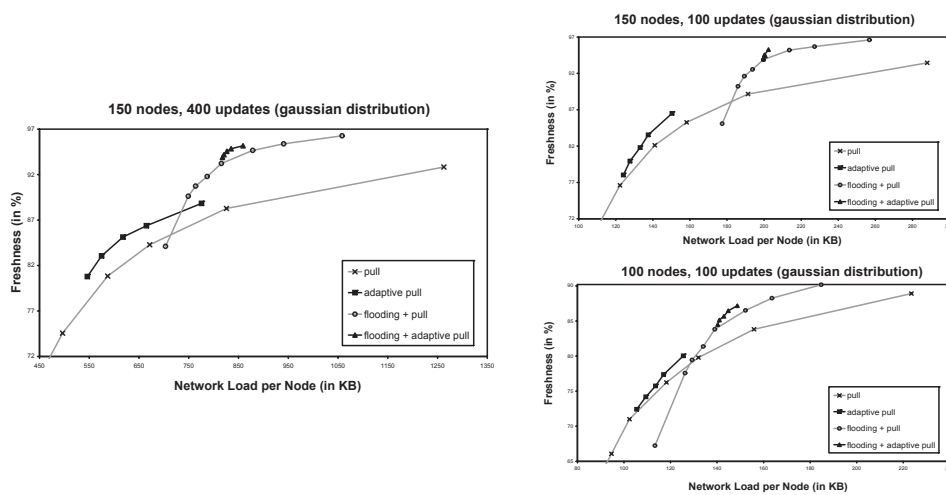 150 nodes, 400 updates (gaussian distribution)
Freshness (in %)
97
92
87
82
77
72
450 550 650 750 850 950 1050 1150 1250 1350
Network Load per Node (in KB)
pull
adaptive pull
flooding + pull
flooding + adaptive pull
150 nodes, 100 updates (gaussian distribution)
Freshness (in %)
97
92
87
82
77
72
100 120 140 160 180 200 220 240 260 280
Network Load per Node (in KB)
pull
adaptive pull
flooding + pull
flooding + adaptive pull
100 nodes, 100 updates (gaussian distribution)
Freshness (in %)
90
85
80
75
70
65
80 100 120 140 160 180 200 220
Network Load per Node (in KB)
pull
adaptive pull
flooding + pull
flooding + adaptive pull